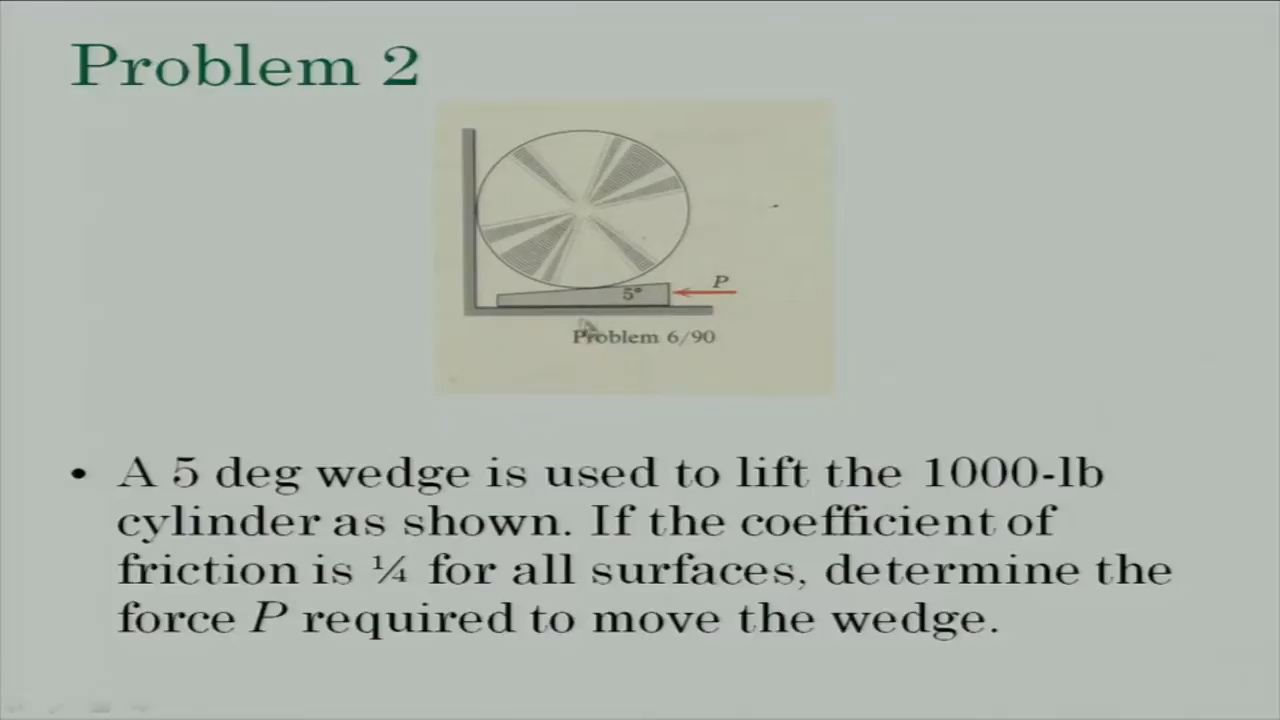 Problem 2
5°
P
Problem 6/90
• A 5 deg wedge is used to lift the 1000-lb
cylinder as shown. If the coefficient of
friction is ¼ for all surfaces, determine the
force P required to move the wedge.